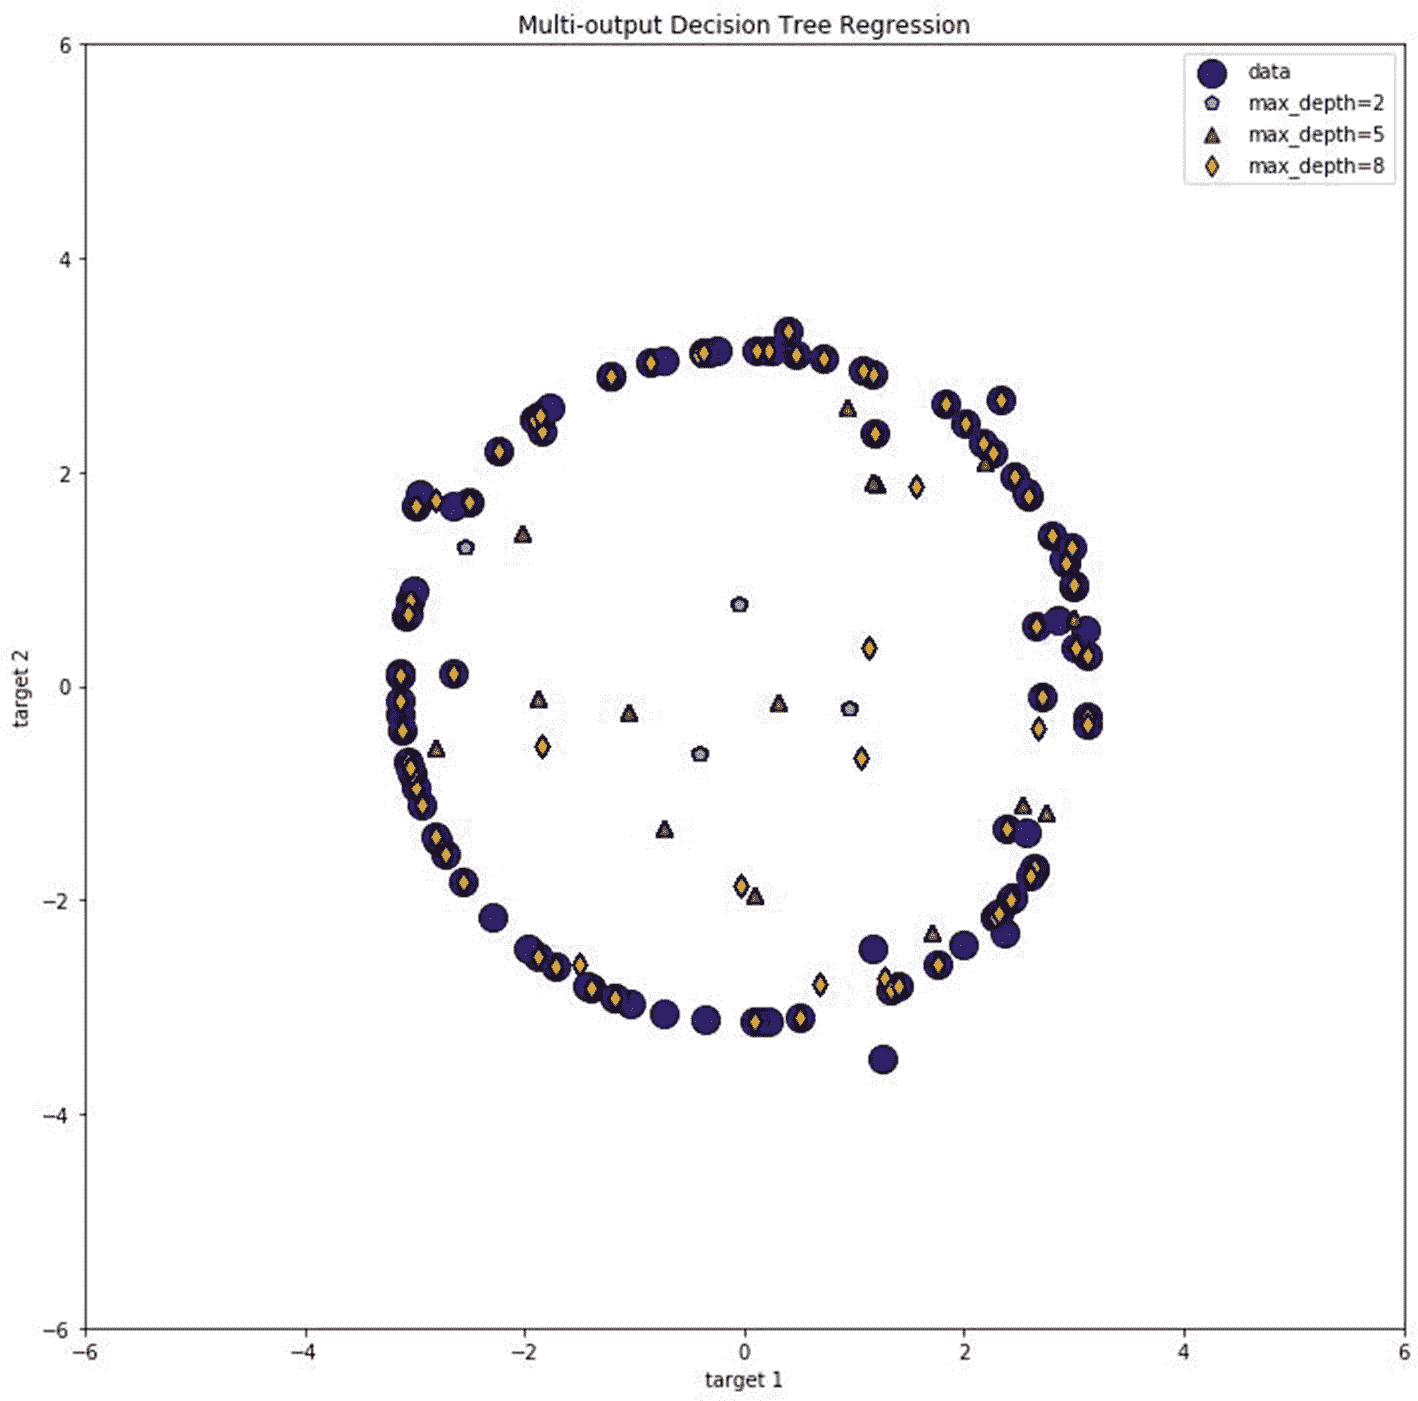 Multi-output Decision Tree Regression
data
max_depth=2
max_depth=5
max_depth=8
6
4
2
0
−2
−4
−6
target 2
−6 −4 −2 0 2 4 6
target 1